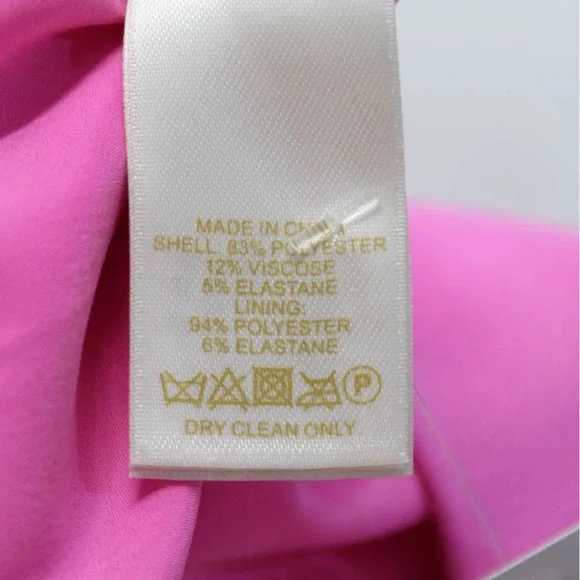 MADE IN CHINA
SHELL: 83% POLYESTER
12% VISCOSE
5% ELASTANE
LINING:
94% POLYESTER
6% ELASTANE
P
DRY CLEAN ONLY